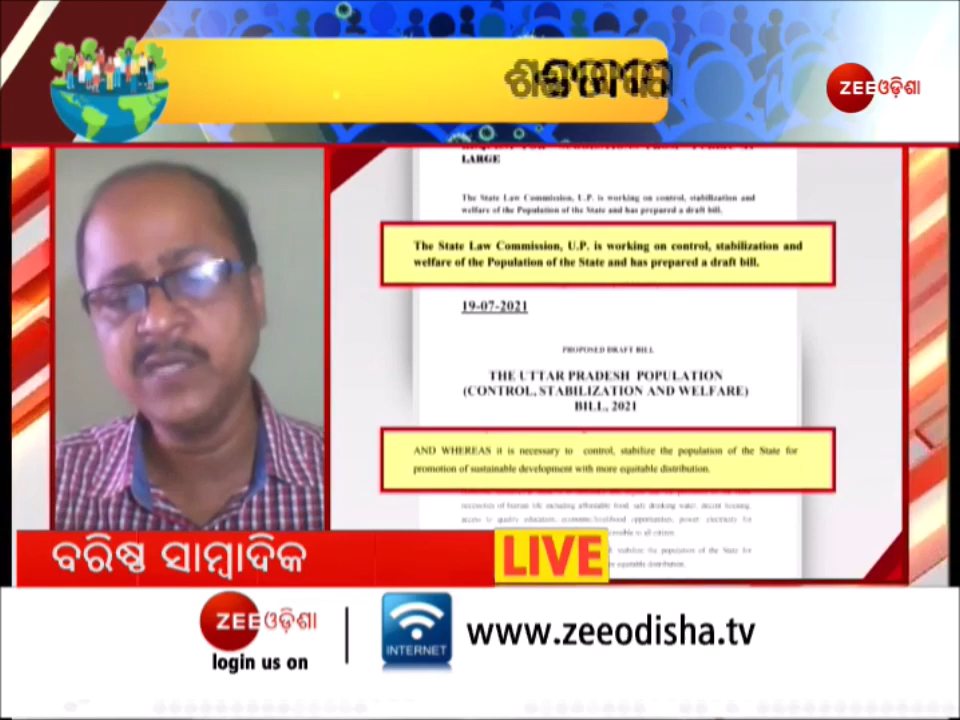 ZEE ଓଡ଼ିଶା
LARGE
The State Law Commission, U.P. is working on control, stabilization and
welfare of the Population of the State and has prepared a draft bill.
The State Law Commission, U.P. is working on control, stabilization and
welfare of the Population of the State and has prepared a draft bill.
19-07-2021
PROPOSED DRAFT BILL
THE UTTAR PRADESH POPULATION
(CONTROL, STABILIZATION AND WELFARE)
BILL, 2021
AND WHEREAS it is necessary to control, stabilize the population of the State for
promotion of sustainable development with more equitable distribution.
ବରିଷ୍ଠ ସାମ୍ବାଦିକ
LIVE
ZEE ଓଡ଼ିଶା
login us on
INTERNET
www.zeeodisha.tv